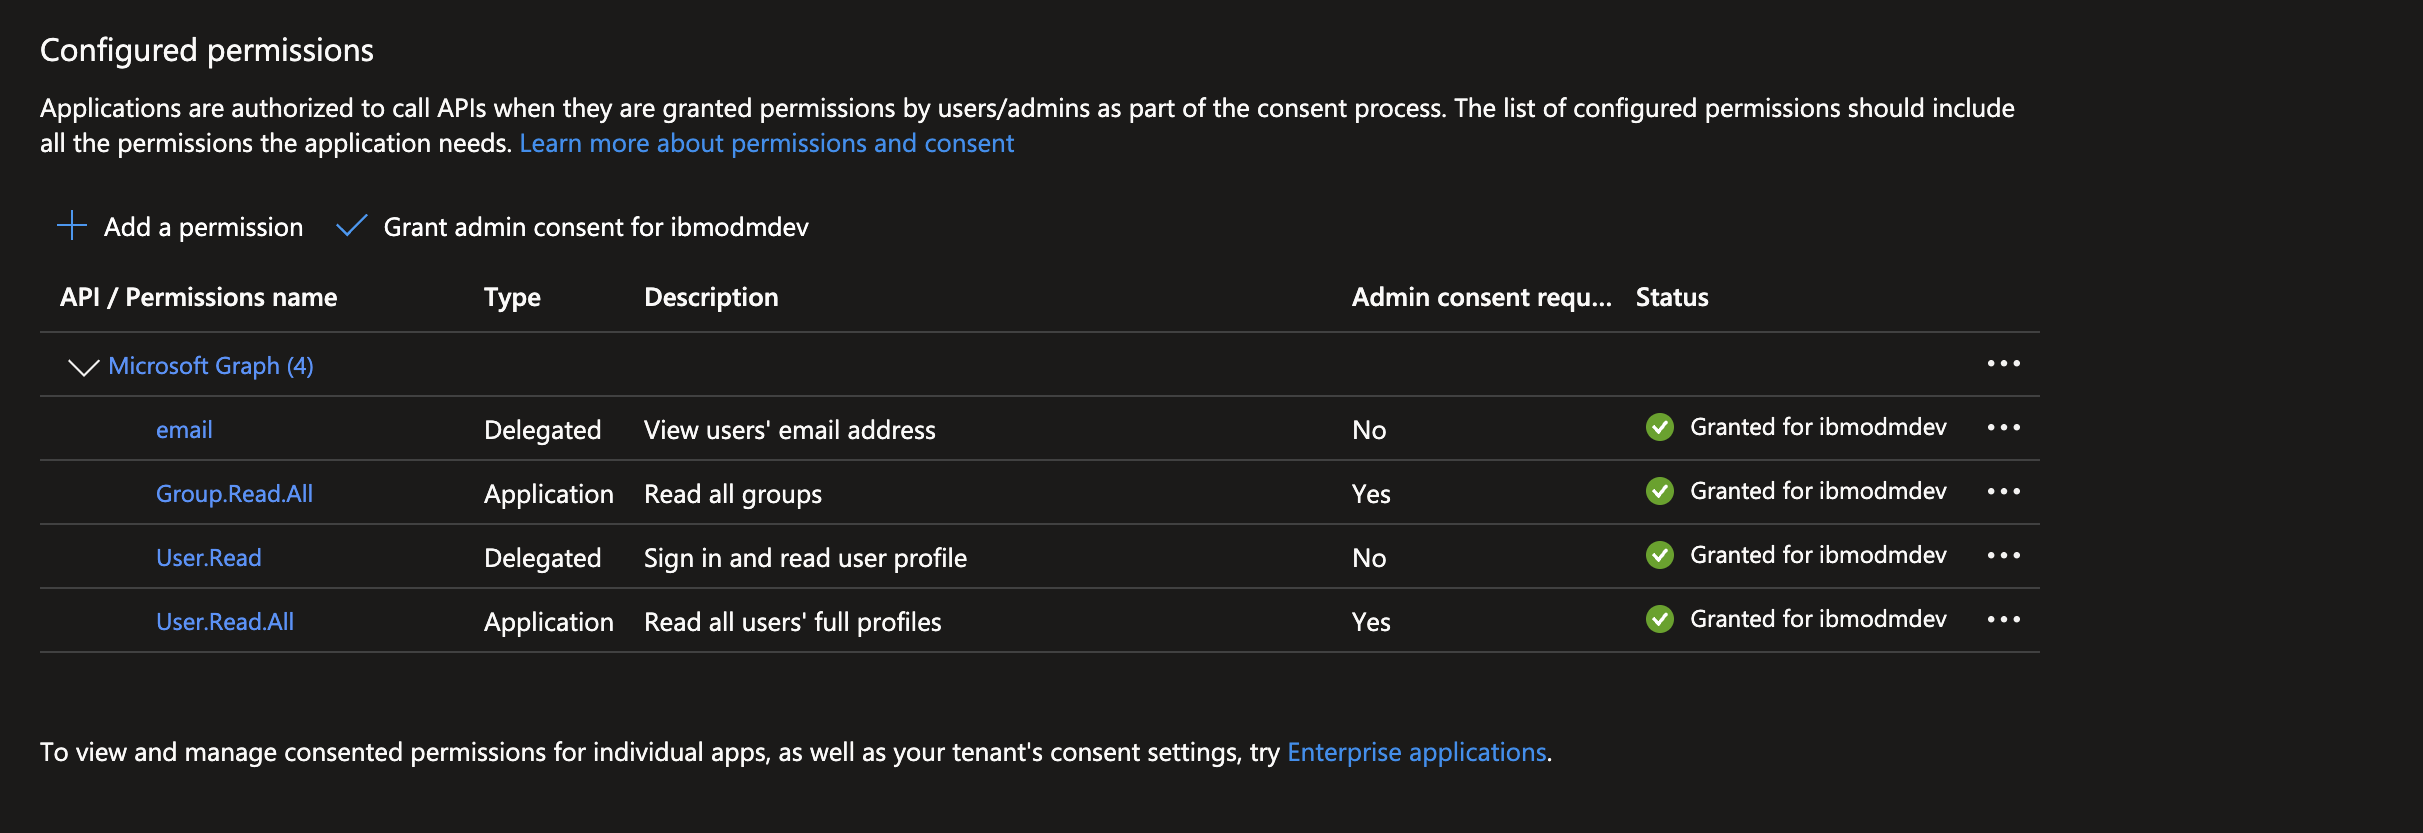 Configured permissions
Applications are authorized to call APIs when they are granted permissions by users/admins as part of the consent process. The list of configured permissions should include
all the permissions the application needs. Learn more about permissions and consent
Add a permission Grant admin consent for ibmodmdev
API / Permissions name Type Description Admin consent requ... Status
Microsoft Graph (4)
email Delegated View users' email address No Granted for ibmodmdev
Group.Read.All Application Read all groups Yes Granted for ibmodmdev
User.Read Delegated Sign in and read user profile No Granted for ibmodmdev
User.Read.All Application Read all users' full profiles Yes Granted for ibmodmdev
To view and manage consented permissions for individual apps, as well as your tenant's consent settings, try Enterprise applications.